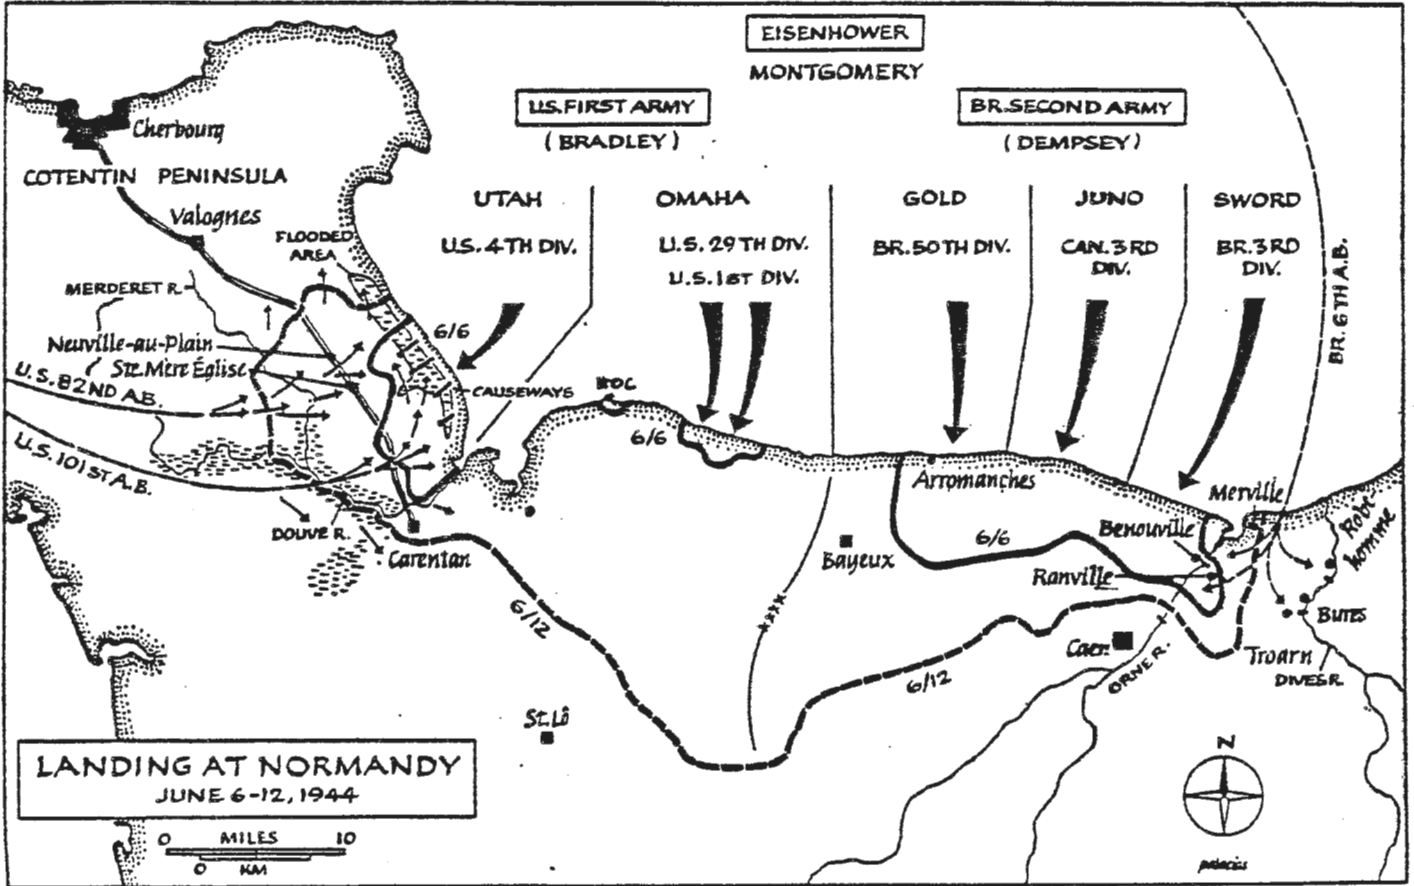 EISENHOWER
MONTGOMERY
U.S. FIRST ARMY
(BRADLEY)
BR. SECOND ARMY
(DEMPSEY)
Cherbourg
COTENTIN PENINSULA
Valognes
FLOODED
AREA
MERDERET R.
Neuville-au-Plain
Ste. Mere Église
U.S. 82ND A.B.
U.S. 101ST A.B.
DOUVE R.
Carentan
CAUSEWAYS
6/6
UTAH
U.S. 4TH DIV.
OMAHA
U.S. 29TH DIV.
U.S. 1ST DIV.
GOLD
BR. 50TH DIV.
JUNO
CAN. 3RD
DIV.
SWORD
BR. 3RD
DIV.
BR. 6TH A.B.
HOC
6/6
Arromanches
Bayeux
6/6
Merville
Benouville
Ranville
Robe
homme
Bures
Troarn
DIVES R.
Caen
ORNE R.
6/12
xxx
6/12
St. Lô
LANDING AT NORMANDY
JUNE 6-12, 1944
0 MILES 10
0 KM
N
palacios